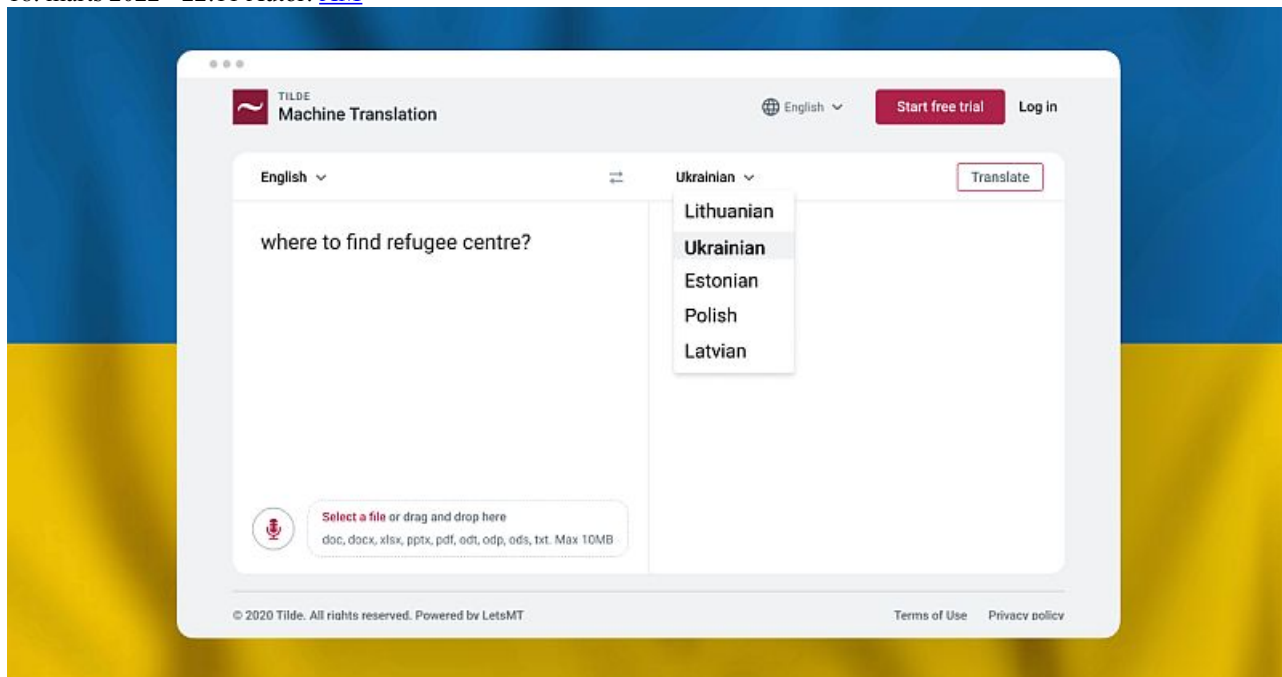 TILDE
Machine Translation
English
Start free trial
Log in
English
Ukrainian
Translate
where to find refugee centre?
Lithuanian
Ukrainian
Estonian
Polish
Latvian
Select a file or drag and drop here
doc, docx, xlsx, pptx, pdf, odt, odp, ods, txt. Max 10MB
© 2020 Tilde. All rights reserved. Powered by LetsMT
Terms of Use
Privacy policy